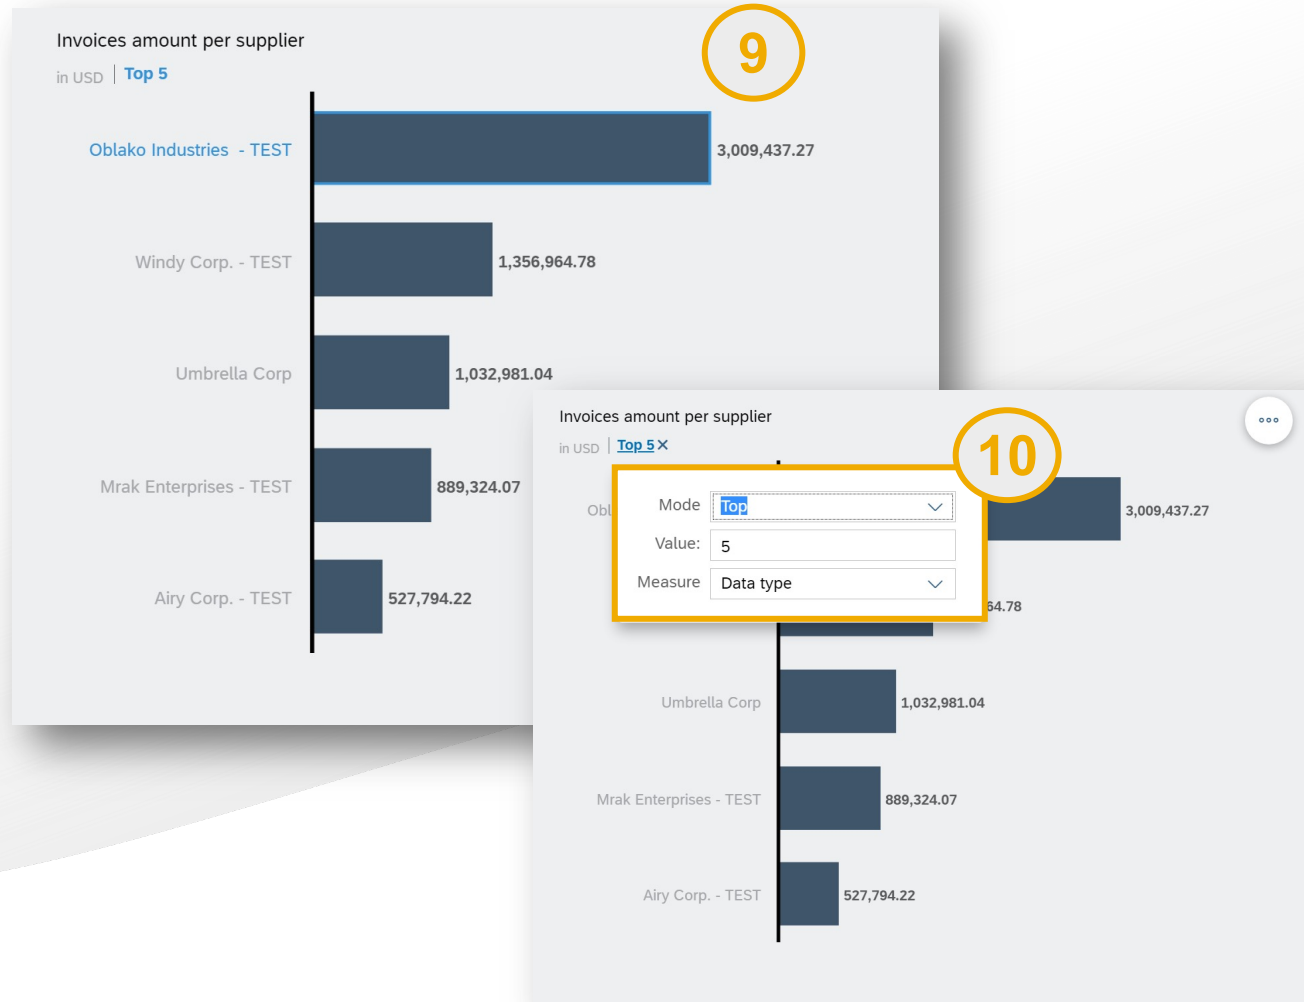 Invoices amount per supplier
9
in USD | Top 5
Oblako Industries - TEST 3,009,437.27
Windy Corp. - TEST 1,356,964.78
Umbrella Corp 1,032,981.04
Mrak Enterprises - TEST 889,324.07
Airy Corp. - TEST 527,794.22
Invoices amount per supplier
10
in USD | Top 5 ×
Mode Top
Value: 5
Measure Data type
Obl 3,009,437.27
64.78
Umbrella Corp 1,032,981.04
Mrak Enterprises - TEST 889,324.07
Airy Corp. - TEST 527,794.22